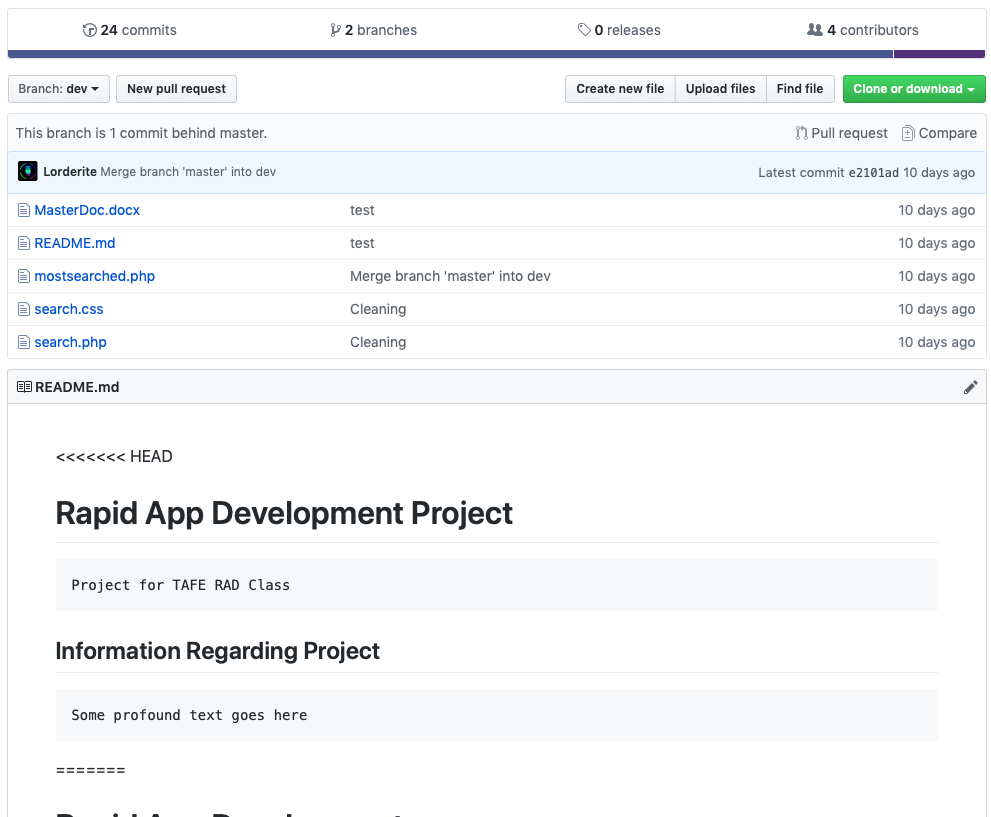 24 commits 2 branches 0 releases 4 contributors
Branch: dev New pull request Create new file Upload files Find file Clone or download
This branch is 1 commit behind master. Pull request Compare
Lorderite Merge branch 'master' into dev Latest commit e2101ad 10 days ago
MasterDoc.docx test 10 days ago
README.md test 10 days ago
mostsearched.php Merge branch 'master' into dev 10 days ago
search.css Cleaning 10 days ago
search.php Cleaning 10 days ago
README.md
<<<<<<< HEAD
Rapid App Development Project
Project for TAFE RAD Class
Information Regarding Project
Some profound text goes here
=======
Rapid App Development